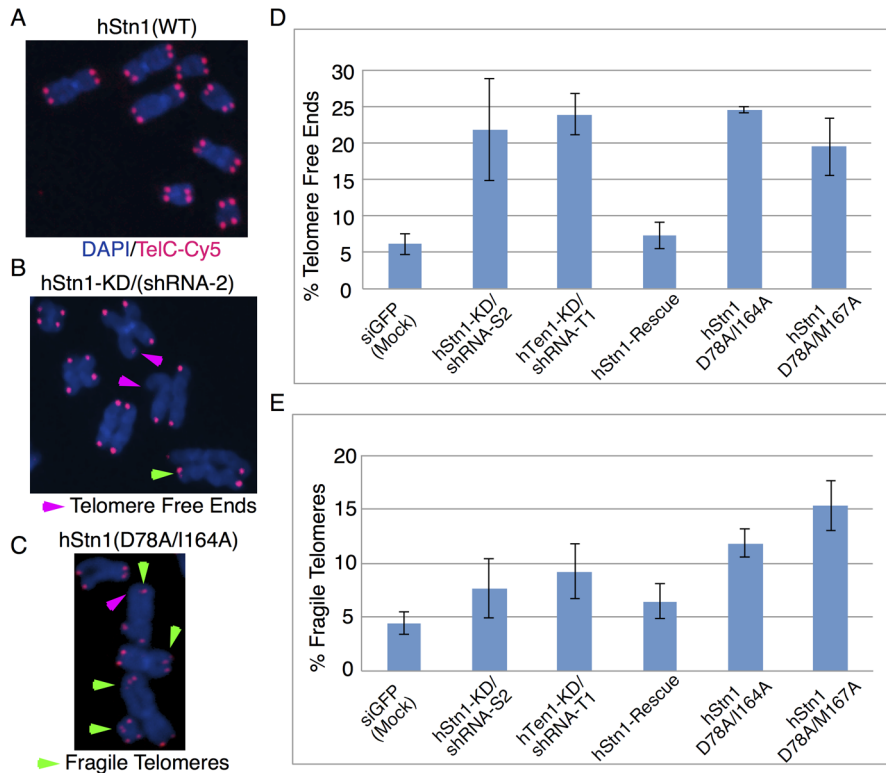 A
hStn1(WT)
DAPI/TelC-Cy5
B
hStn1-KD/(shRNA-2)
Telomere Free Ends
C
hStn1(D78A/I164A)
Fragile Telomeres
D
% Telomere Free Ends
30
25
20
15
10
5
0
siGFP
(Mock)
hStn1-KD/
shRNA-S2
hTen1-KD/
shRNA-T1
hStn1-Rescue
hStn1
D78A/I164A
hStn1
D78A/M167A
E
% Fragile Telomeres
20
15
10
5
0
siGFP
(Mock)
hStn1-KD/
shRNA-S2
hTen1-KD/
shRNA-T1
hStn1-Rescue
hStn1
D78A/I164A
hStn1
D78A/M167A